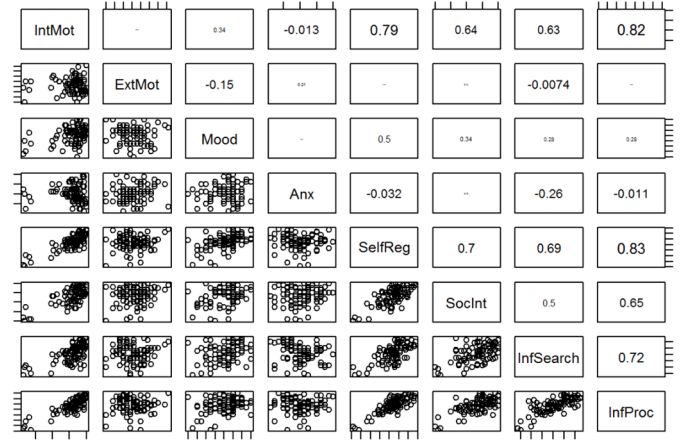 IntMot 0.34 -0.013 0.79 0.64 0.63 0.82
ExtMot -0.15 0.21 -0.0074
Mood 0.5 0.34 0.28 0.28
Anx -0.032 -0.26 -0.011
SelfReg 0.7 0.69 0.83
SocInt 0.5 0.65
InfSearch 0.72
InfProc